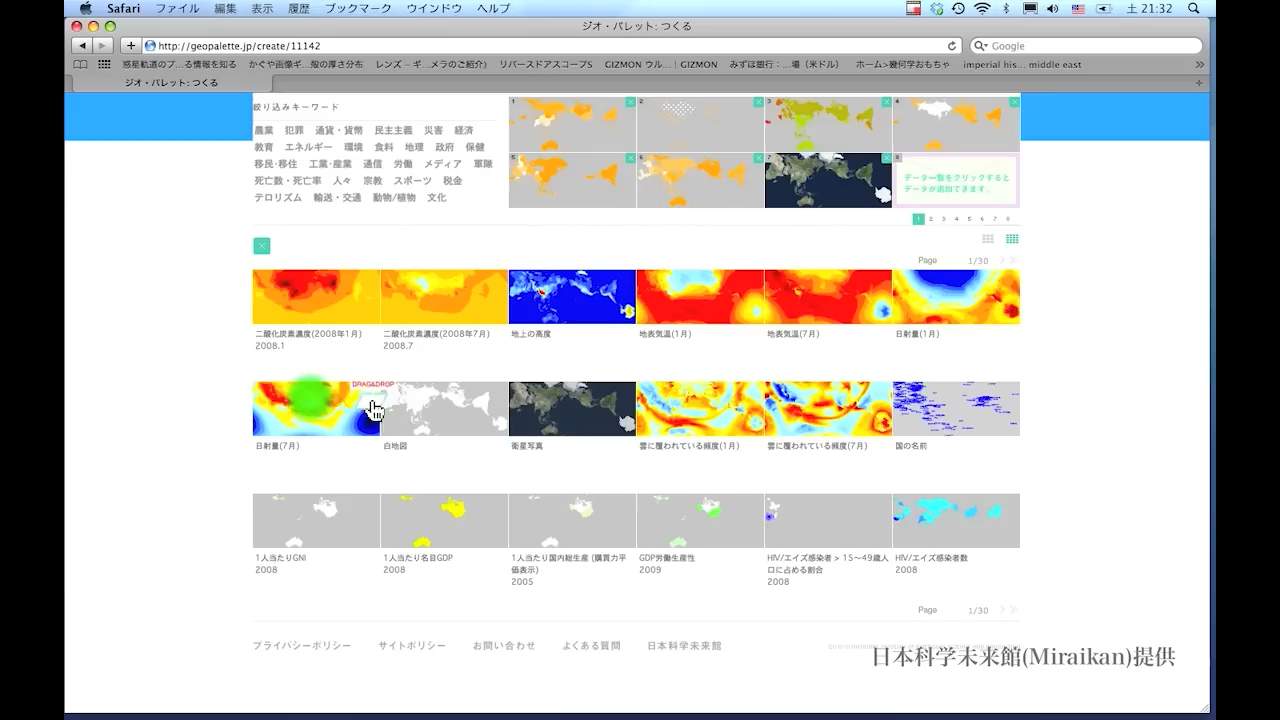 Safari ファイル 編集 表示 履歴 ブックマーク ウインドウ ヘルプ 土 21:32
ジオ・パレット: つくる
http://geopalette.jp/create/11142 Google
惑星軌道のプ…る情報を知る かぐや画像ギ…殻の厚さ分布 レンズ – ギ…メラのご紹介) リバースドアスコープS GIZMON ウル… | GIZMON みずほ銀行：…場（米ドル） ホーム>幾何学おもちゃ imperial his… middle east
ジオ・パレット: つくる
絞り込みキーワード
農業 犯罪 通貨・貨幣 民主主義 災害 経済
教育 エネルギー 環境 食料 地理 政府 保健
移民・移住 工業・産業 通信 労働 メディア 軍隊
死亡数・死亡率 人々 宗教 スポーツ 税金
テロリズム 輸送・交通 動物/植物 文化
1 2 3 4
5 6 7 8
データ一覧をクリックすると
データが追加できます。
1 2 3 4 5 6 7 8
Page 1/30
二酸化炭素濃度(2008年1月) 二酸化炭素濃度(2008年7月) 地上の高度 地表気温(1月) 地表気温(7月) 日射量(1月)
2008.1 2008.7
DRAG&DROP
日射量(7月) 白地図 衛星写真 雲に覆われている頻度(1月) 雲に覆われている頻度(7月) 国の名前
1人当たりGNI 1人当たり名目GDP 1人当たり国内総生産 (購買力平 GDP労働生産性 HIV/エイズ感染者 > 15〜49歳人 HIV/エイズ感染者数
2008 2008 価表示) 2009 口に占める割合 2008
2005 2008
Page 1/30
プライバシーポリシー サイトポリシー お問い合わせ よくある質問 日本科学未来館
日本科学未来館(Miraikan)提供